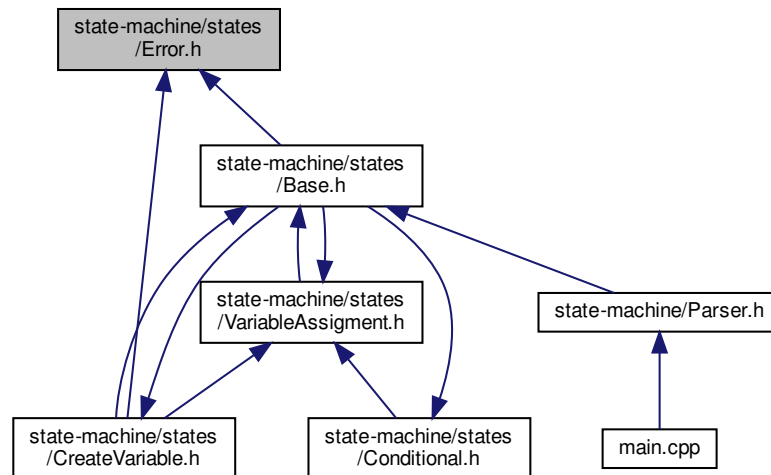 state-machine/states
/Error.h
state-machine/states
/Base.h
state-machine/states
/VariableAssigment.h
state-machine/Parser.h
state-machine/states
/CreateVariable.h
state-machine/states
/Conditional.h
main.cpp